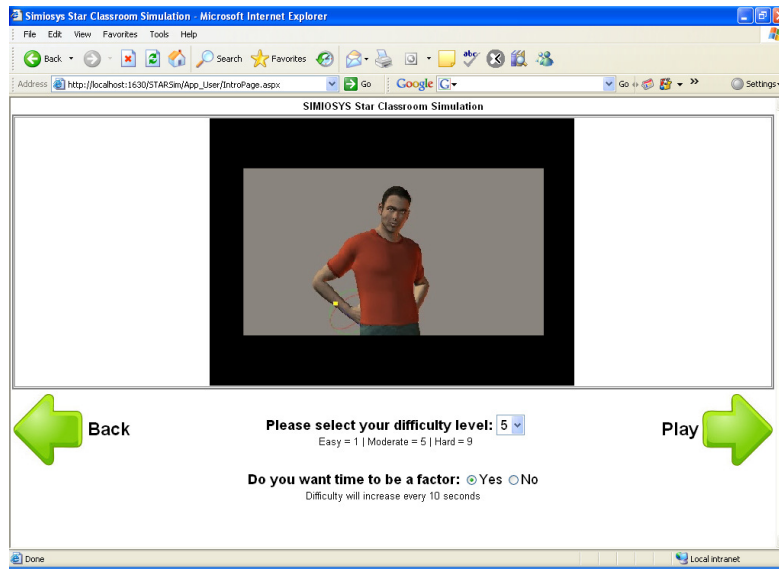 Simiosys Star Classroom Simulation - Microsoft Internet Explorer
File Edit View Favorites Tools Help
Back Search Favorites
Address http://localhost:1630/STARSim/App_User/IntroPage.aspx Go Google G Go » Settings
SIMIOSYS Star Classroom Simulation
Back
Please select your difficulty level: 5
Easy = 1 | Moderate = 5 | Hard = 9
Play
Do you want time to be a factor: Yes No
Difficulty will increase every 10 seconds
Done Local intranet